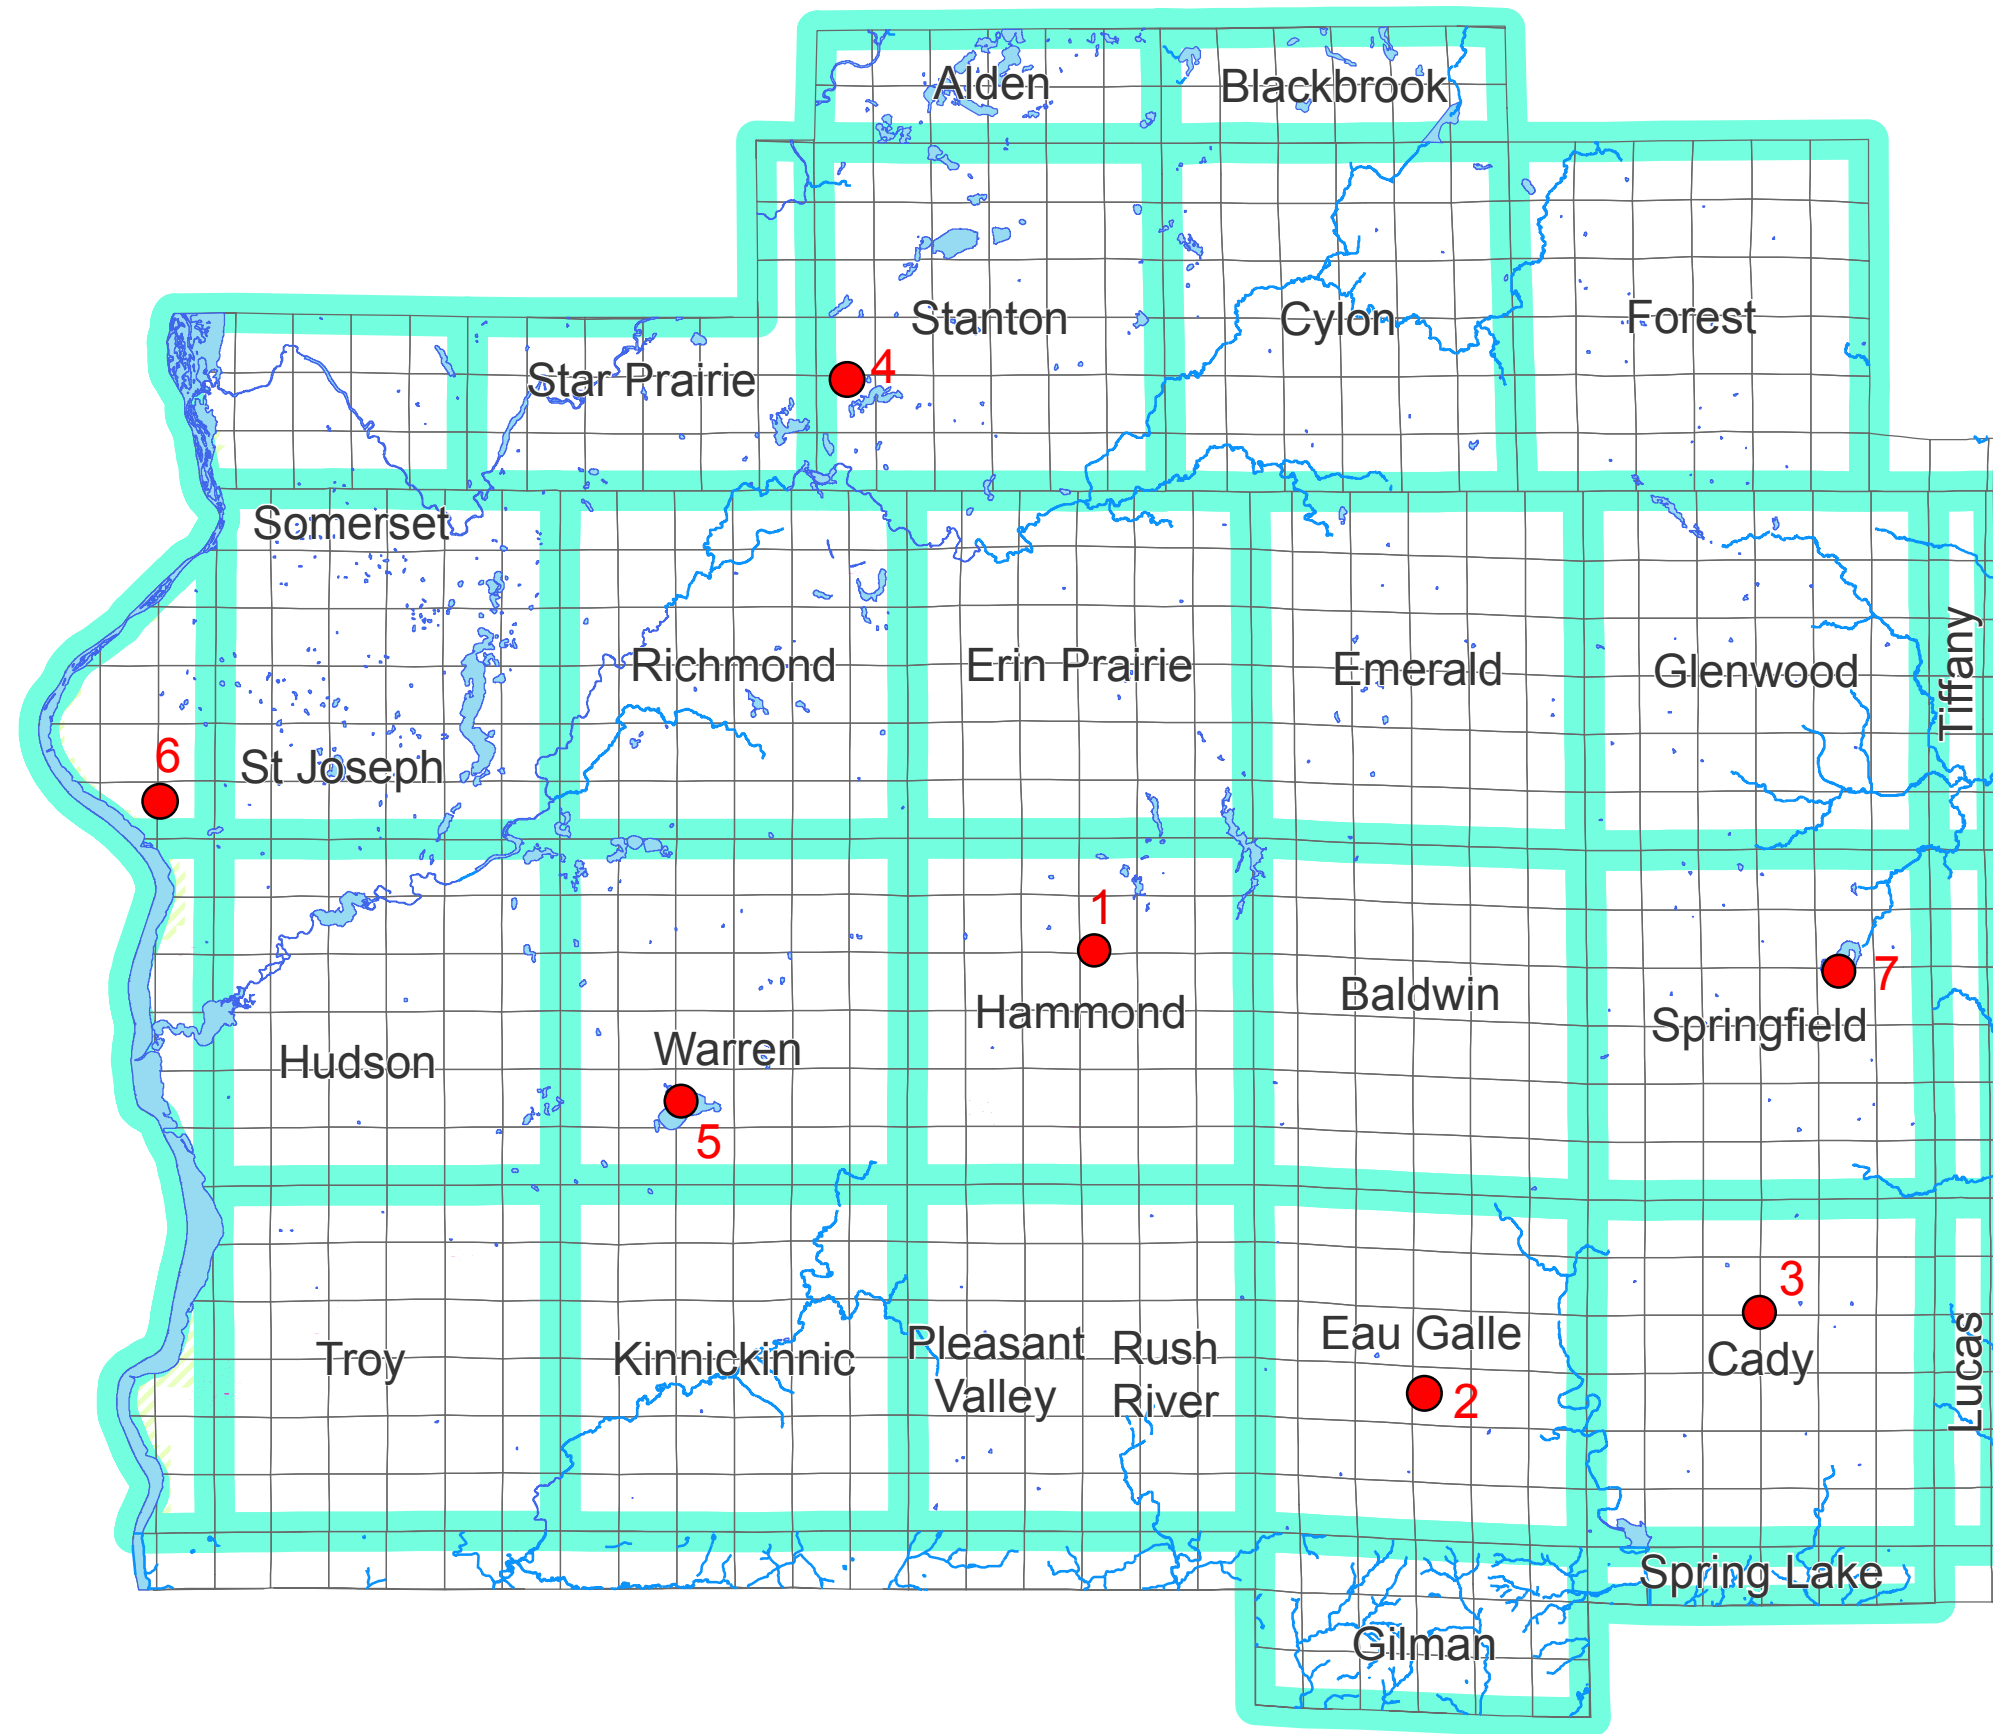 Alden
Blackbrook
Stanton
Cylon
Forest
Star Prairie
4
Somerset
Richmond
Erin Prairie
Emerald
Glenwood
Tiffany
6
St Joseph
1
Hammond
Baldwin
7
Springfield
Hudson
Warren
5
3
Troy
Kinnickinnic
Pleasant
Valley
Rush
River
Eau Galle
2
Cady
Lucas
Spring Lake
Gilman